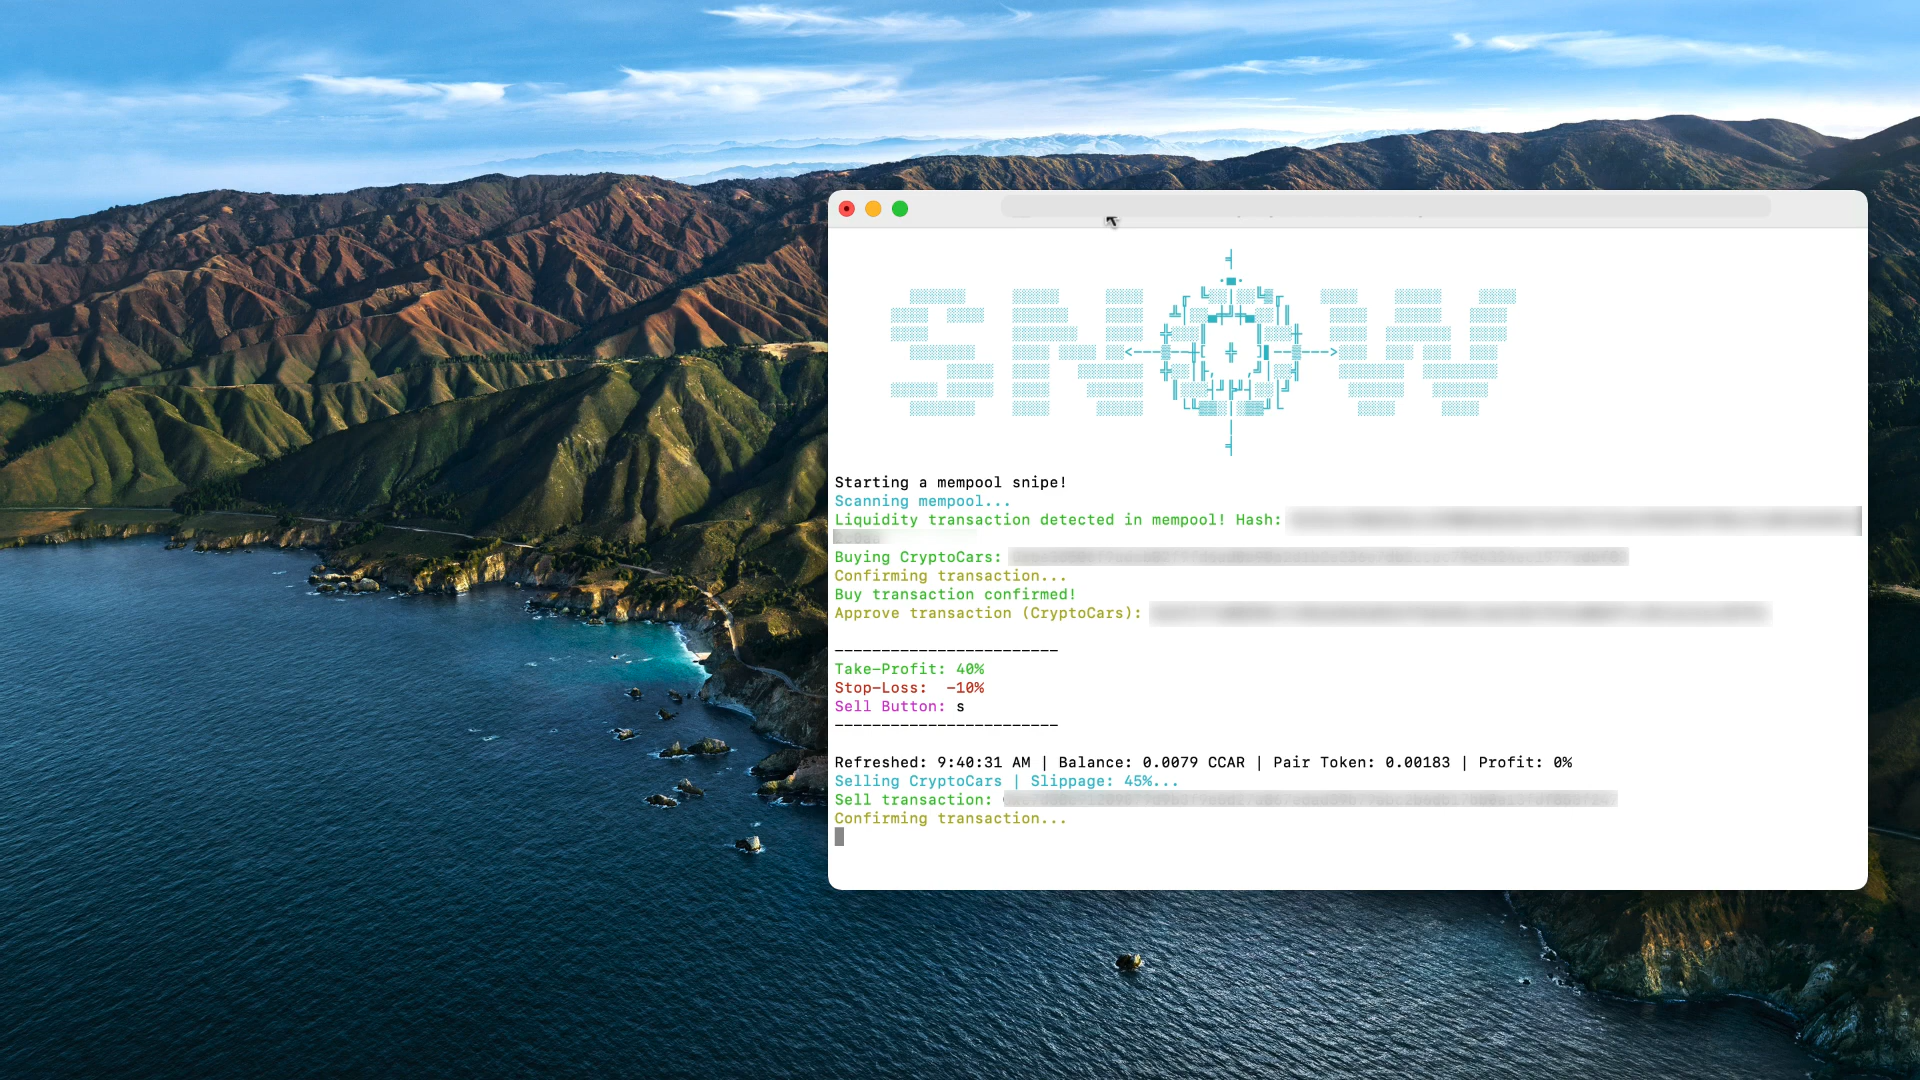 SNOW
Starting a mempool snipe!
Scanning mempool...
Liquidity transaction detected in mempool! Hash:
Buying CryptoCars:
Confirming transaction...
Buy transaction confirmed!
Approve transaction (CryptoCars):
------------------------
Take-Profit: 40%
Stop-Loss:  -10%
Sell Button: s
------------------------
Refreshed: 9:40:31 AM | Balance: 0.0079 CCAR | Pair Token: 0.00183 | Profit: 0%
Selling CryptoCars | Slippage: 45%...
Sell transaction:
Confirming transaction...